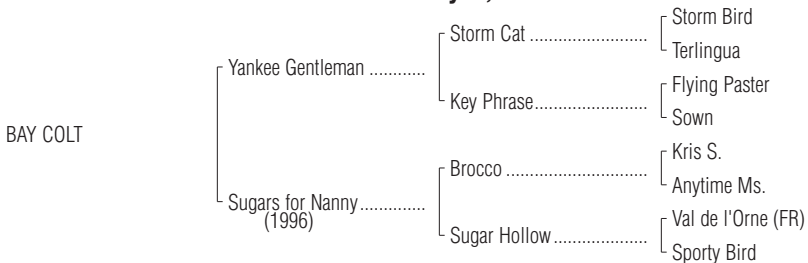 Storm Bird
Storm Cat ........................
Terlingua
Yankee Gentleman ............
Flying Paster
Key Phrase.......................
Sown
BAY COLT
Kris S.
Brocco .............................
Anytime Ms.
Sugars for Nanny..............
(1996)
Val de l'Orne (FR)
Sugar Hollow...................
Sporty Bird